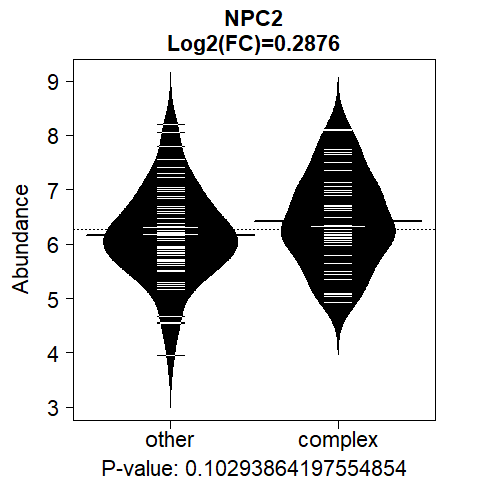 NPC2
Log2(FC)=0.2876
Abundance
9
8
7
6
5
4
3
other complex
P-value: 0.10293864197554854